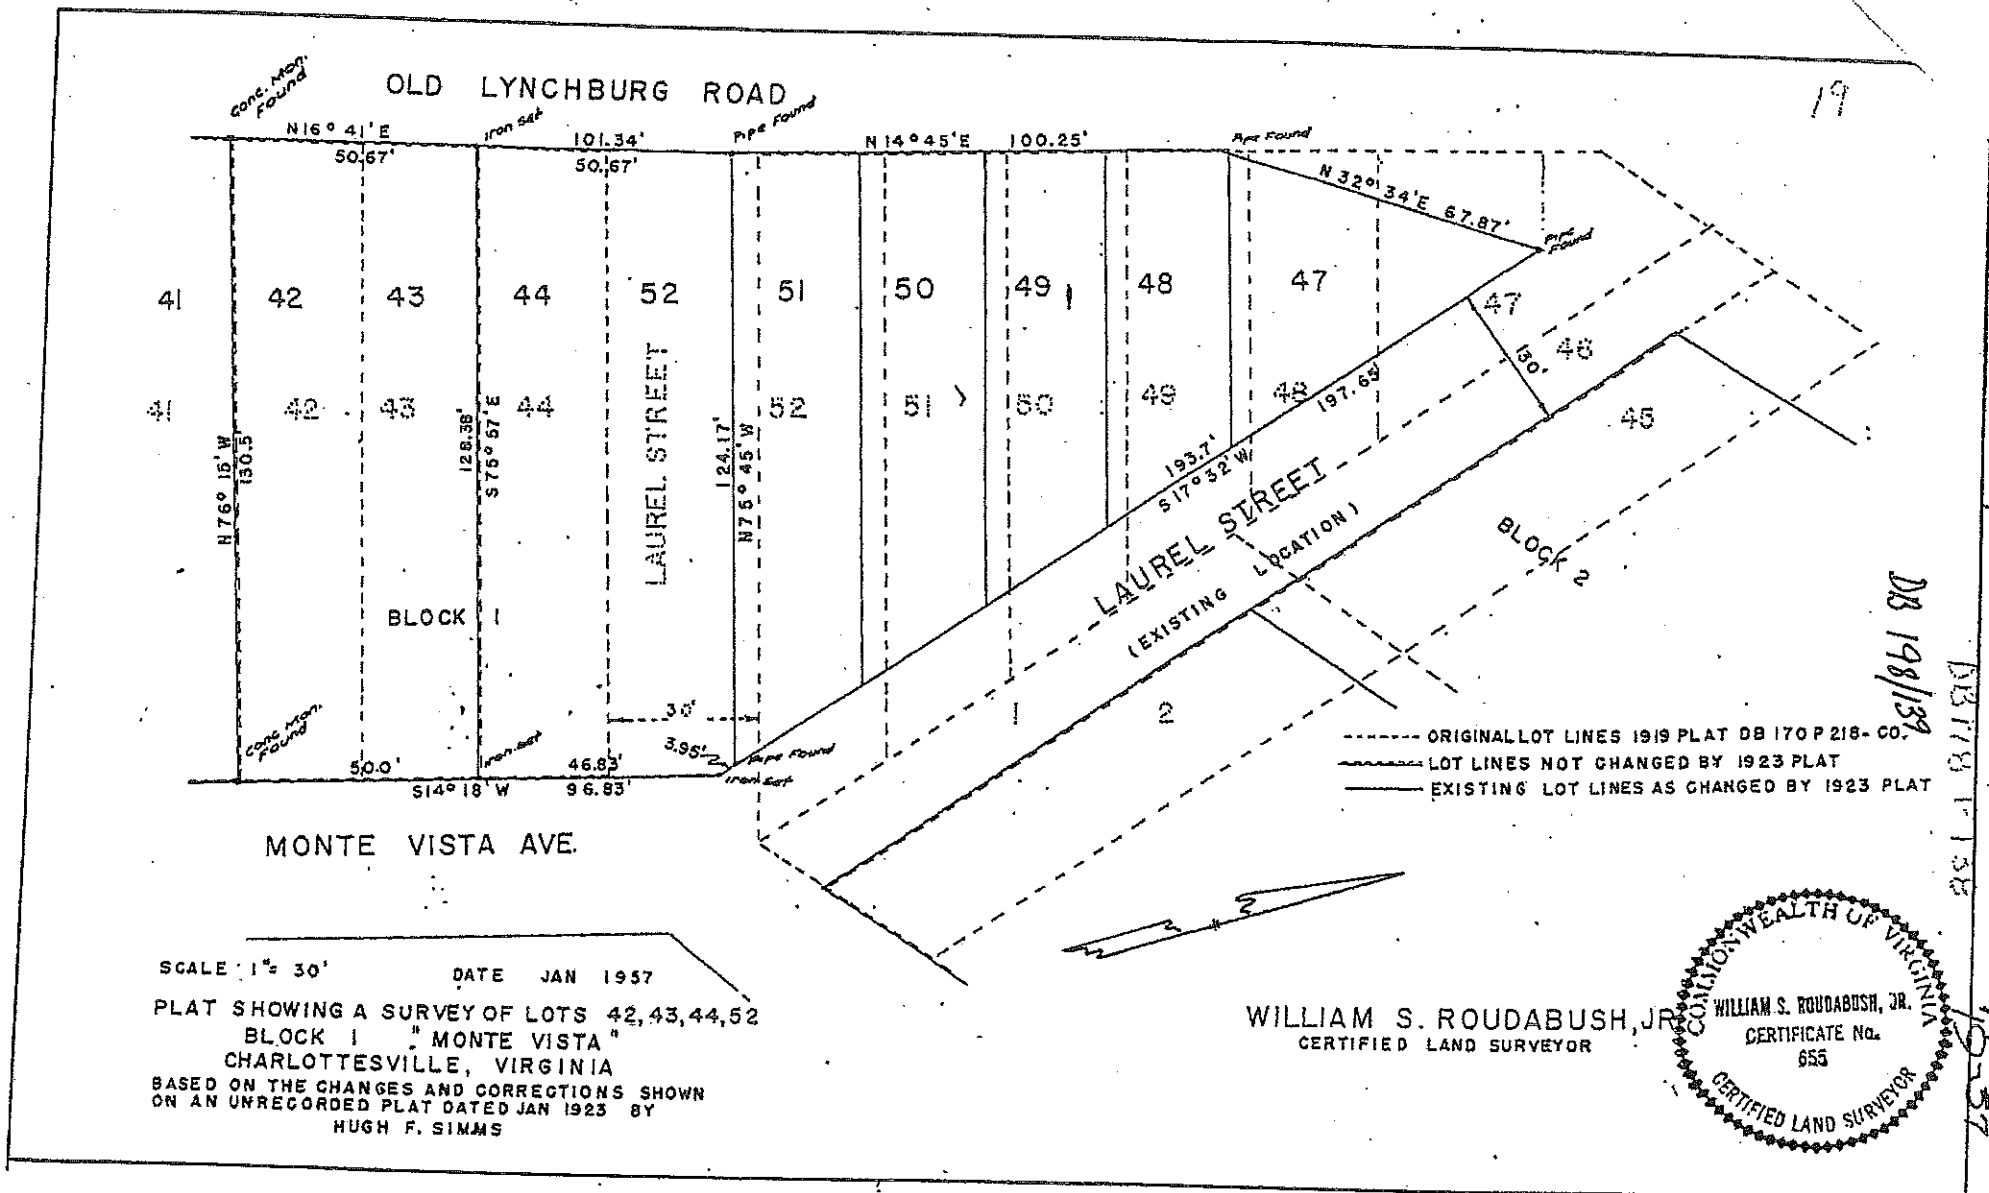 19
OLD LYNCHBURG ROAD
Conc. Mon.
Found
N16° 41' E
Iron Set
101.34'
Pipe Found
N14°45'E 100.25'
Pipe Found
50.67'
50.67'
N 32° 34'E 67.87'
Pipe
Found
41 42 43 44 52 51 50 49 48 47
47
46
45
130'
41 42 43 44 LAUREL STREET 52 51 50 49 48
197.65'
N76° 15' W
130.5'
128.38'
S75° 57' E
124.17'
N75° 45' W
193.7'
S17° 32' W
LAUREL STREET
(EXISTING LOCATION)
BLOCK 2
BLOCK 1
30'
3.95'
1
2
Conc Mon.
Found
Iron Set
Pipe Found
Iron Set
50.0'
46.83'
S14° 18' W 96.83'
MONTE VISTA AVE.
DB 198/139
ORIGINAL LOT LINES 1919 PLAT DB 170 P 218- CO.
LOT LINES NOT CHANGED BY 1923 PLAT
EXISTING LOT LINES AS CHANGED BY 1923 PLAT
SCALE 1"= 30' DATE JAN 1957
PLAT SHOWING A SURVEY OF LOTS 42,43,44,52
BLOCK 1 "MONTE VISTA"
CHARLOTTESVILLE, VIRGINIA
BASED ON THE CHANGES AND CORRECTIONS SHOWN
ON AN UNRECORDED PLAT DATED JAN 1923 BY
HUGH F. SIMMS
WILLIAM S. ROUDABUSH, JR
CERTIFIED LAND SURVEYOR
COMMONWEALTH OF VIRGINIA
WILLIAM S. ROUDABUSH, JR.
CERTIFICATE No.
655
CERTIFIED LAND SURVEYOR